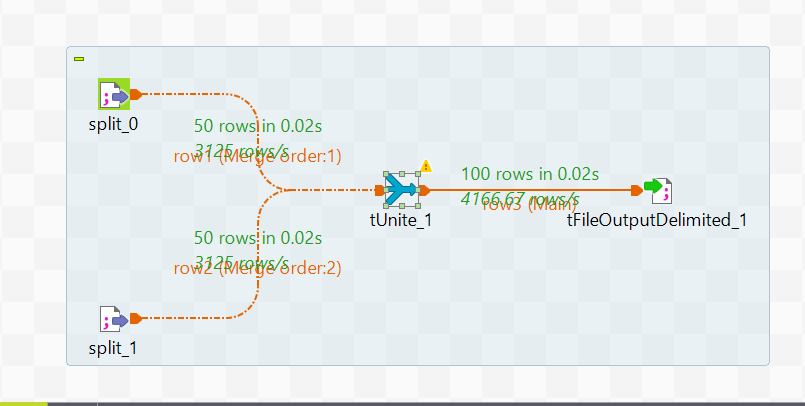 split_0
50 rows in 0.02s
3125 rows/s
row1 (Merge order:1)
100 rows in 0.02s
4166.67 rows/s
row3 (Main)
tUnite_1
tFileOutputDelimited_1
50 rows in 0.02s
3125 rows/s
row2 (Merge order:2)
split_1